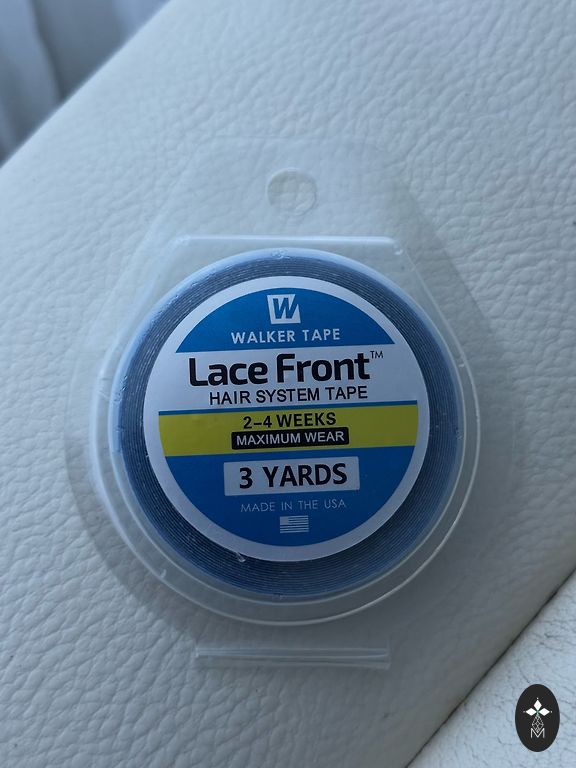 W
WALKER TAPE
Lace Front™
HAIR SYSTEM TAPE
2-4 WEEKS
MAXIMUM WEAR
3 YARDS
MADE IN THE USA
M